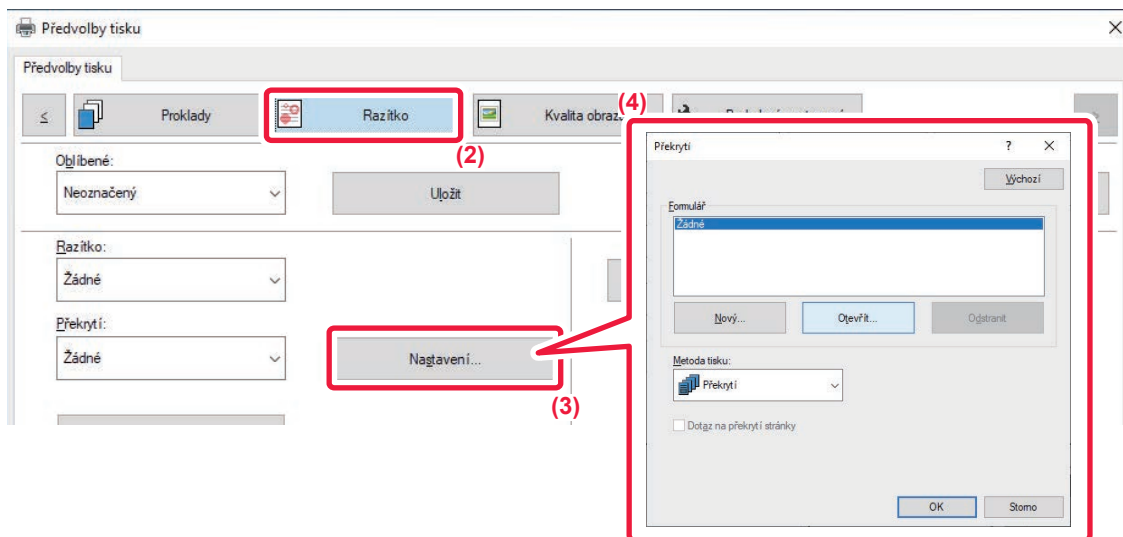 Předvolby tisku
Předvolby tisku
≤
Proklady
Razítko
Kvalita obrazu
(4)
(2)
Oblíbené:
Neoznačený
Uložit
Razítko:
Žádné
Překrytí:
Žádné
Nastavení...
(3)
Překrytí
?
Výchozí
Formulář
Žádné
Nový...
Otevřít...
Odstranit
Metoda tisku:
Překrytí
Dotaz na překrytí stránky
OK
Storno